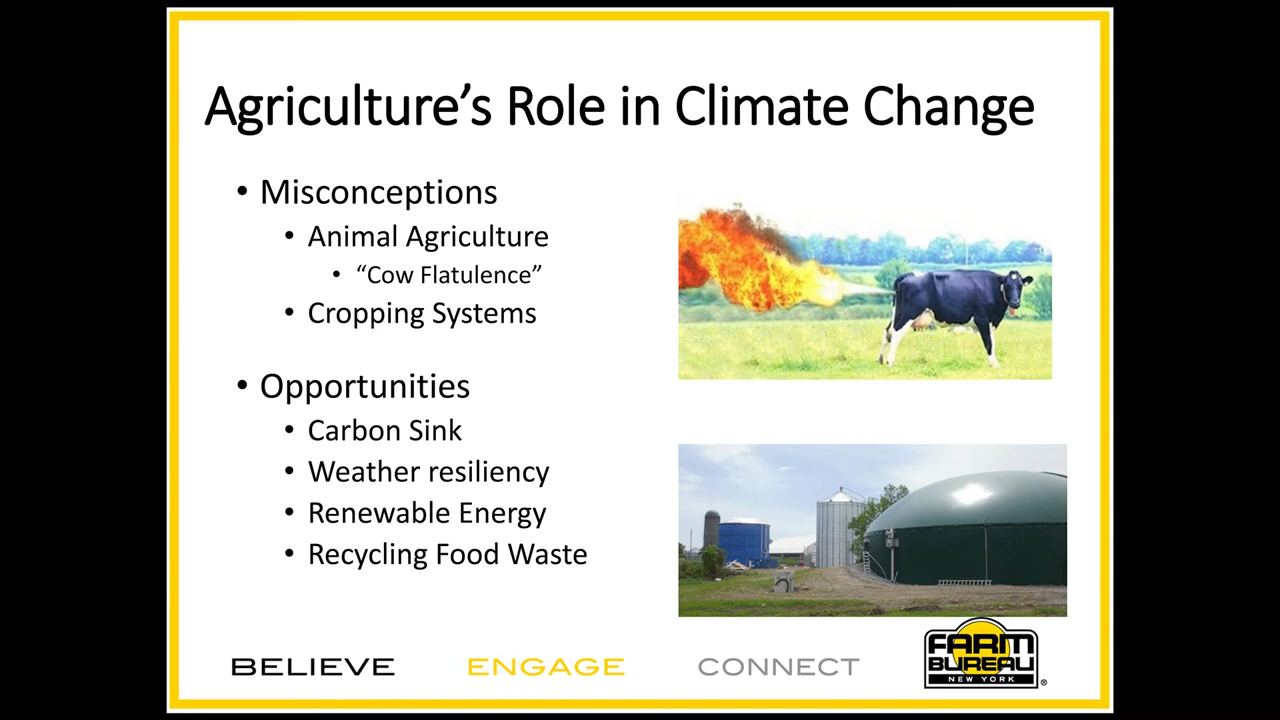 Agriculture’s Role in Climate Change
• Misconceptions
• Animal Agriculture
• “Cow Flatulence”
• Cropping Systems
• Opportunities
• Carbon Sink
• Weather resiliency
• Renewable Energy
• Recycling Food Waste
BELIEVE ENGAGE CONNECT
FARM
BUREAU
NEW YORK ®